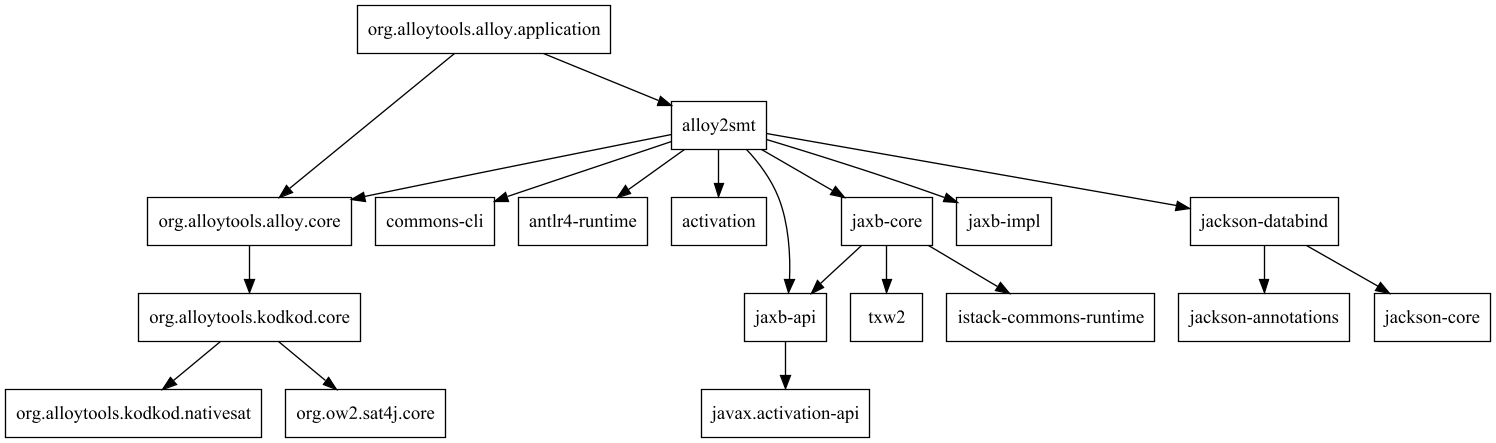 org.alloytools.alloy.application
alloy2smt
org.alloytools.alloy.core
commons-cli
antlr4-runtime
activation
jaxb-core
jaxb-impl
jackson-databind
org.alloytools.kodkod.core
jaxb-api
txw2
istack-commons-runtime
jackson-annotations
jackson-core
org.alloytools.kodkod.nativesat
org.ow2.sat4j.core
javax.activation-api